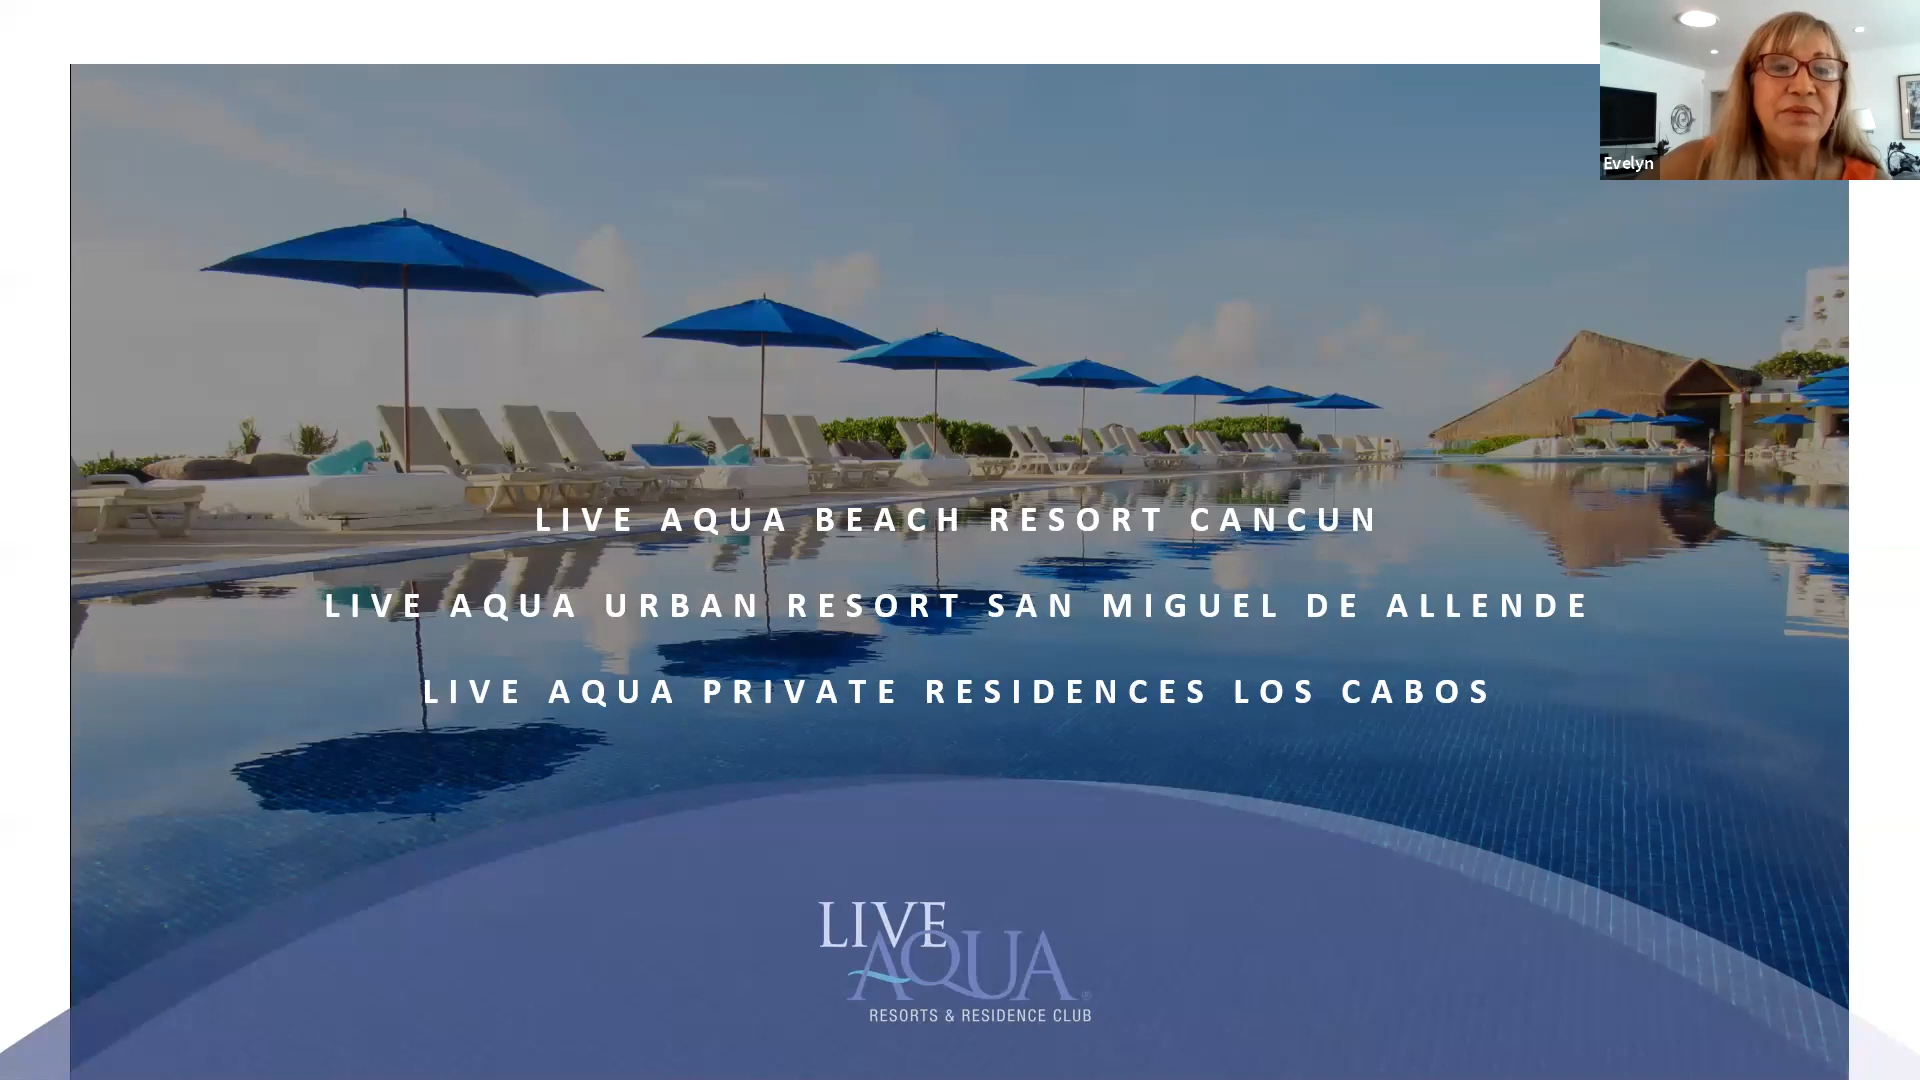 Evelyn
LIVE AQUA BEACH RESORT CANCUN
LIVE AQUA URBAN RESORT SAN MIGUEL DE ALLENDE
LIVE AQUA PRIVATE RESIDENCES LOS CABOS
LIVE
AQUA®
RESORTS & RESIDENCE CLUB